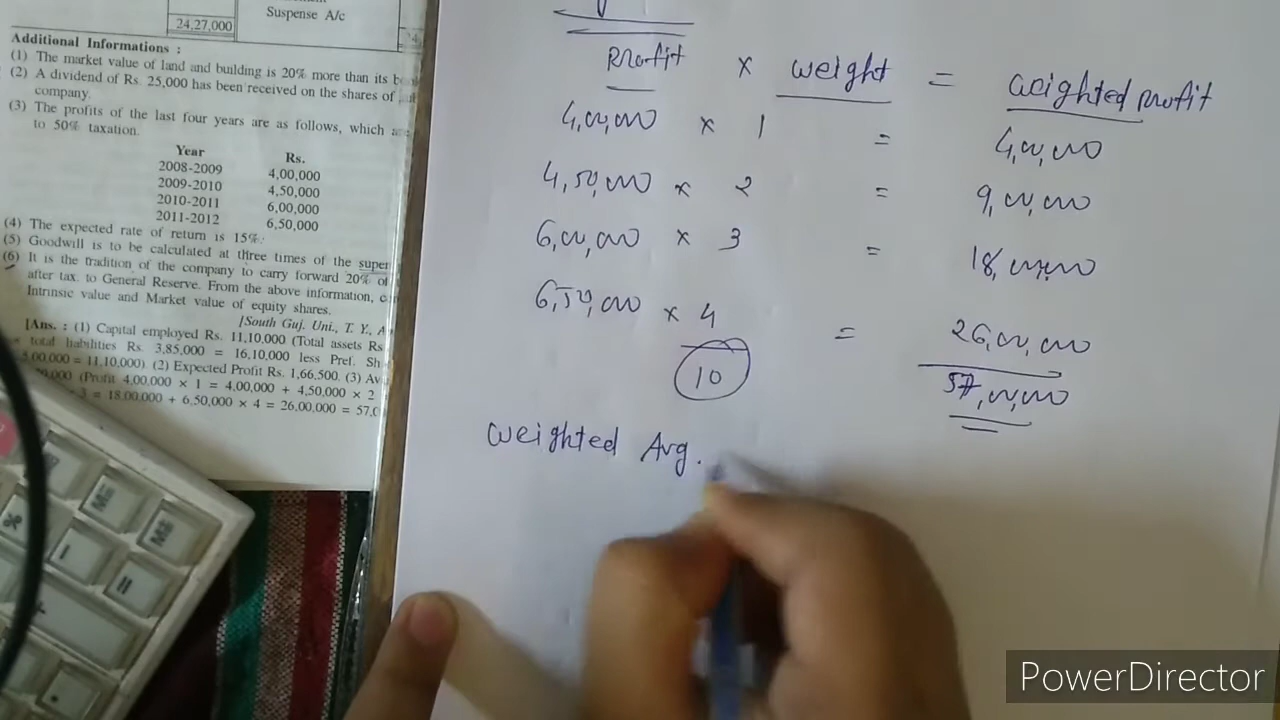 Suspense A/c
24,27,000
Additional Informations :
(1) The market value of land and building is 20% more than its
(2) A dividend of Rs. 25,000 has been received on the shares of
company.
(3) The profits of the last four years are as follows, which
to 50% taxation.
Year Rs.
2008-2009 4,00,000
2009-2010 4,50,000
2010-2011 6,00,000
2011-2012 6,50,000
(4) The expected rate of return is 15%.
(5) Goodwill is to be calculated at three times of the super
(6) It is the tradition of the company to carry forward 20%
after tax. to General Reserve. From the above information,
Intrinsic value and Market value of equity shares.
[South Guj. Uni., T. Y.,
[Ans. : (1) Capital employed Rs. 11,10,000 (Total assets Rs
total liabilities Rs. 3,85,000 = 16,10,000 less Pref. Sh
5,00,000 = 11,10,000). (2) Expected Profit Rs. 1,66,500. (3)
(Profit 4,00,000 × 1 = 4,00,000 + 4,50,000 × 2
3 = 18,00,000 + 6,50,000 × 4 = 26,00,000 = 57,0
Profit × weight = weighted profit
4,00,000 × 1 = 4,00,000
4,50,000 × 2 = 9,00,000
6,00,000 × 3 = 18,00,000
6,50,000 × 4 = 26,00,000
10 57,00,000
Weighted Avg.
%
-
=
+
.
PowerDirector